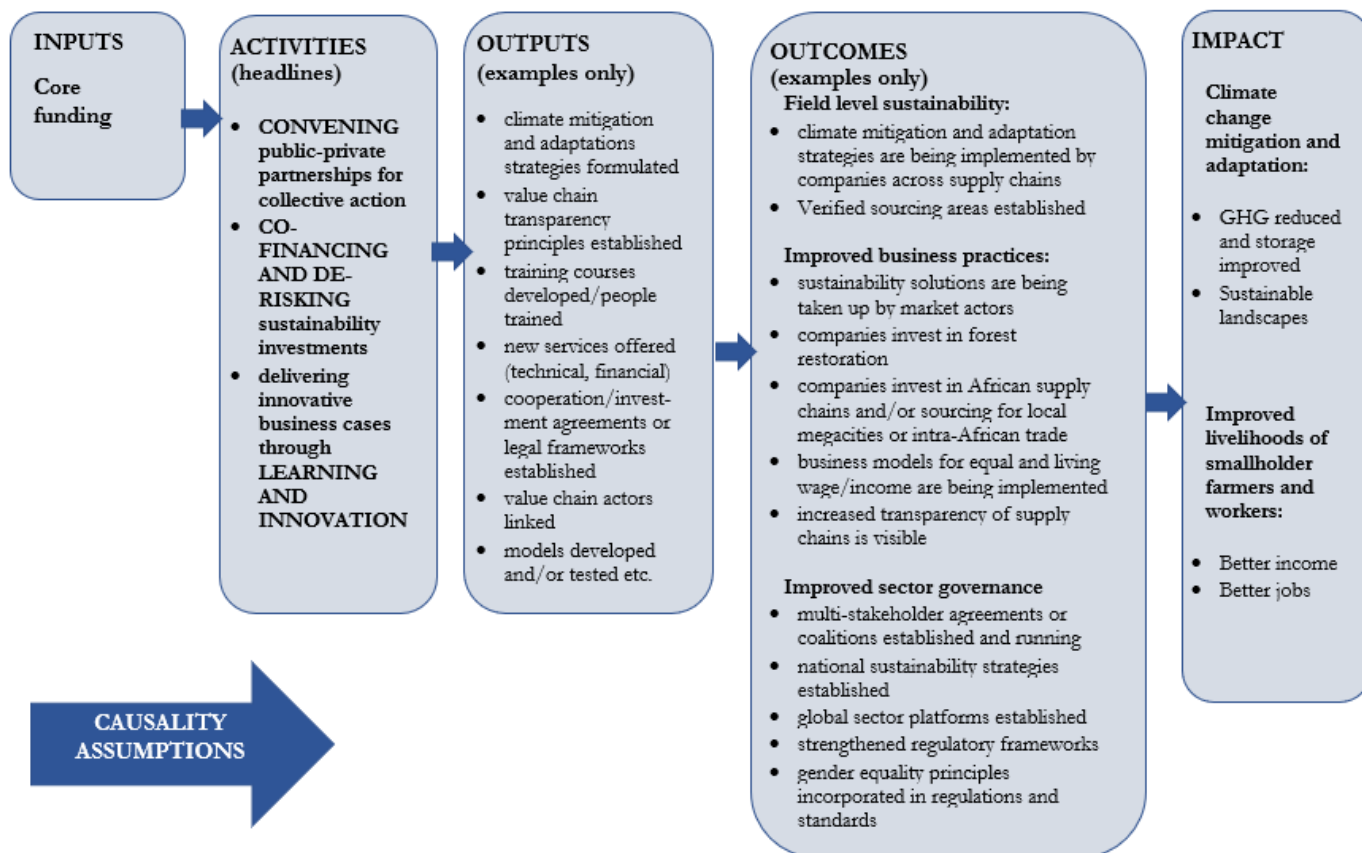 INPUTS
Core
funding
ACTIVITIES
(headlines)
• CONVENING
public-private
partnerships for
collective action
• CO-
FINANCING
AND DE-
RISKING
sustainability
investments
• delivering
innovative
business cases
through
LEARNING
AND
INNOVATION
OUTPUTS
(examples only)
• climate mitigation
and adaptations
strategies formulated
• value chain
transparency
principles established
• training courses
developed/people
trained
• new services offered
(technical, financial)
• cooperation/invest-
ment agreements or
legal frameworks
established
• value chain actors
linked
• models developed
and/or tested etc.
OUTCOMES
(examples only)
Field level sustainability:
• climate mitigation and adaptation
strategies are being implemented by
companies across supply chains
• Verified sourcing areas established
Improved business practices:
• sustainability solutions are being
taken up by market actors
• companies invest in forest
restoration
• companies invest in African supply
chains and/or sourcing for local
megacities or intra-African trade
• business models for equal and living
wage/income are being implemented
• increased transparency of supply
chains is visible
Improved sector governance
• multi-stakeholder agreements or
coalitions established and running
• national sustainability strategies
established
• global sector platforms established
• strengthened regulatory frameworks
• gender equality principles
incorporated in regulations and
standards
IMPACT
Climate
change
mitigation and
adaptation:
• GHG reduced
and storage
improved
• Sustainable
landscapes
Improved
livelihoods of
smallholder
farmers and
workers:
• Better income
• Better jobs
CAUSALITY
ASSUMPTIONS